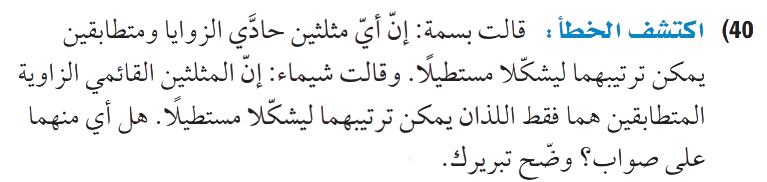 40) اكتشف الخطأ: قالت بسمة: إنّ أيّ مثلثين حادَّي الزوايا ومتطابقين
يمكن ترتيبهما ليشكّلا مستطيلًا. وقالت شيماء: إنّ المثلثين القائمي الزاوية
المتطابقين هما فقط اللذان يمكن ترتيبهما ليشكّلا مستطيلًا. هل أي منهما
على صواب؟ وضّح تبريرك.